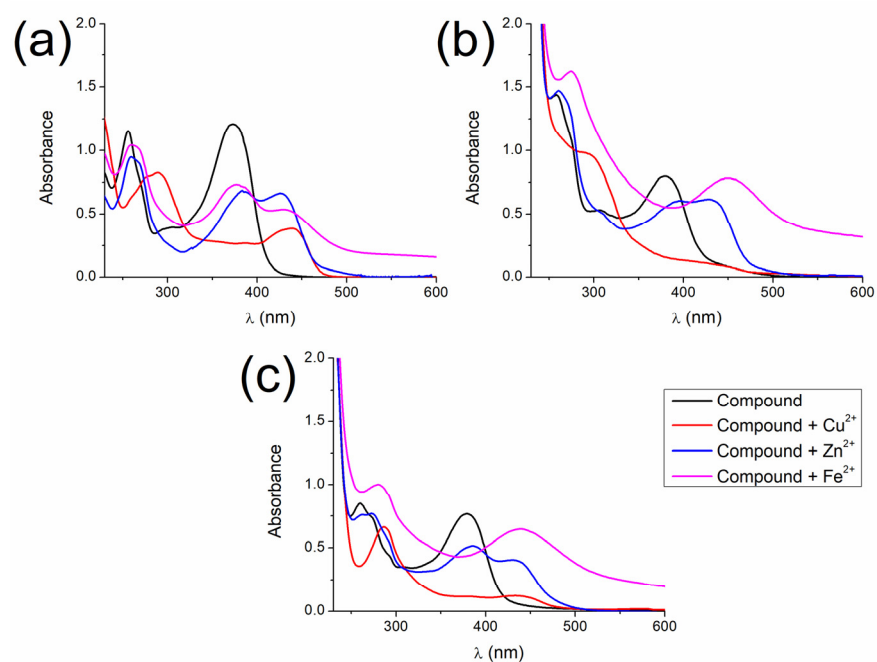 (a)
2.0
1.5
1.0
0.5
0.0
Absorbance
300
400
500
600
λ (nm)
(b)
2.0
1.5
1.0
0.5
0.0
Absorbance
300
400
500
600
λ (nm)
(c)
2.0
1.5
1.0
0.5
0.0
Absorbance
300
400
500
600
λ (nm)
Compound
Compound + Cu²⁺
Compound + Zn²⁺
Compound + Fe²⁺